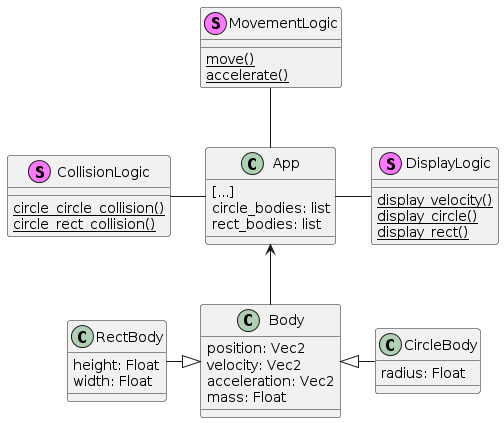 S MovementLogic
move()
accelerate()
S CollisionLogic
circle_circle_collision()
circle_rect_collision()
C App
[...]
circle_bodies: list
rect_bodies: list
S DisplayLogic
display_velocity()
display_circle()
display_rect()
C RectBody
height: Float
width: Float
C Body
position: Vec2
velocity: Vec2
acceleration: Vec2
mass: Float
C CircleBody
radius: Float